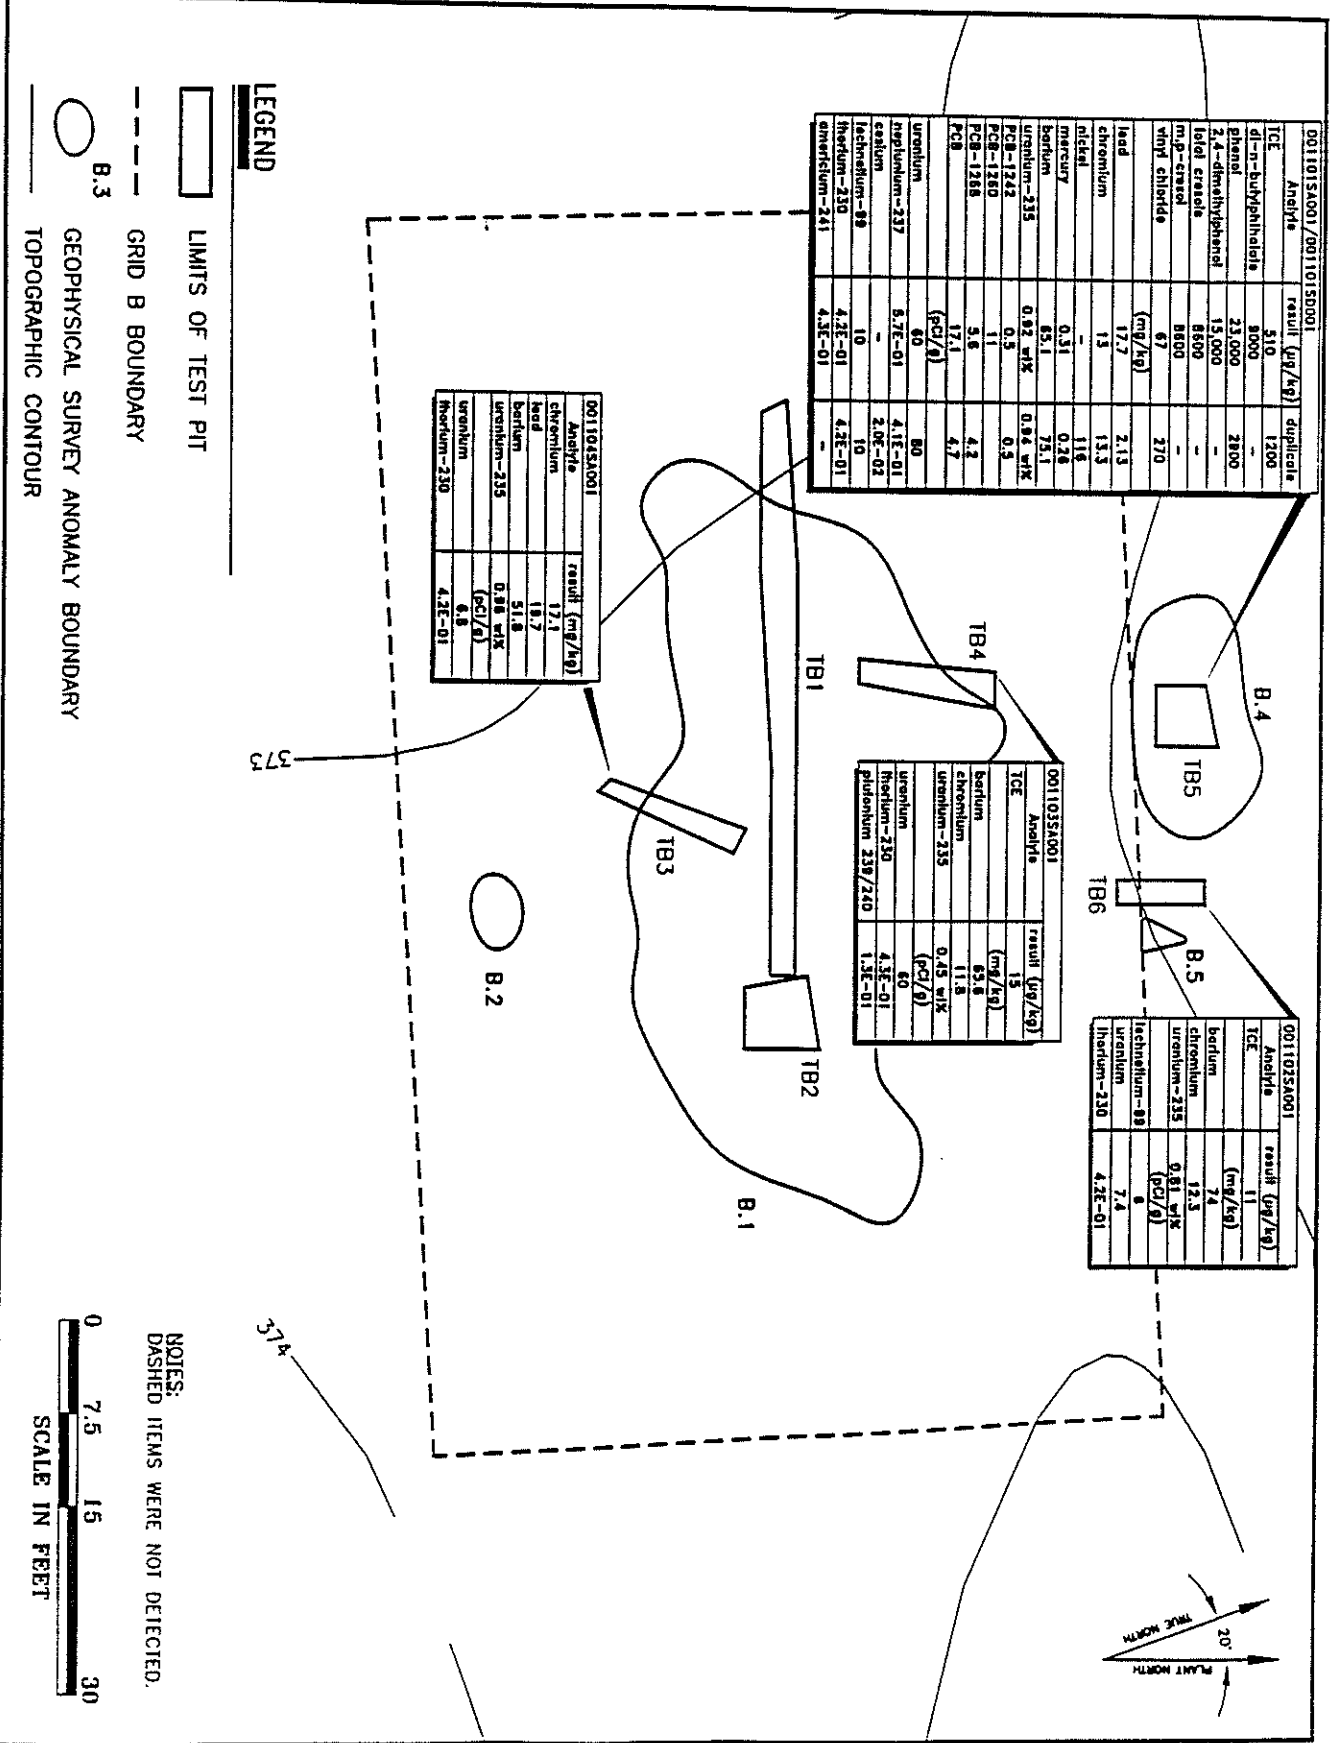 001101SA001/001101SD001
Analyte result (µg/kg) duplicate
TCE 510 1200
di-n-butylphthalate 9000 -
phenol 23,000 2800
2,4-dimethylphenol 15,000 -
total cresols 8600 -
m,p-cresol 8600 -
vinyl chloride 67 270
(mg/kg)
lead 17.7 2.13
chromium 13 13.3
nickel - 116
mercury 0.31 0.26
barium 65.1 75.1
uranium-235 0.92 wt% 0.94 wt%
PCB-1242 0.5 0.5
PCB-1260 11
PCB-1268 5.6 4.2
PCB 17.1 4.7
(pCi/g)
uranium 60 80
neptunium-237 5.7E-01 4.1E-01
cesium - 2.0E-02
technetium-99 10 10
thorium-230 4.2E-01 4.2E-01
americium-241 4.3E-01 -
B.4
TB5
TB6
B.5
001102SA001
Analyte result (µg/kg)
TCE 11
(mg/kg)
barium 74
chromium 12.3
uranium-235 0.81 wt%
(pCi/g)
technetium-99 6
uranium 7.4
thorium-230 4.2E-01
TRUE NORTH
20°
PLANT NORTH
TB4
001103SA001
Analyte result (µg/kg)
TCE 15
(mg/kg)
barium 65.6
chromium 11.8
uranium-235 0.45 wt%
(pCi/g)
uranium 60
thorium-230 4.3E-01
plutonium 239/240 1.3E-01
TB1
TB2
TB3
B.1
B.2
001104SA001
Analyte result (mg/kg)
chromium 17.1
lead 19.7
barium 51.8
uranium-235 0.96 wt%
(pCi/g)
uranium 6.8
thorium-230 4.2E-01
373
374
LEGEND
LIMITS OF TEST PIT
GRID B BOUNDARY
B.3
GEOPHYSICAL SURVEY ANOMALY BOUNDARY
TOPOGRAPHIC CONTOUR
NOTES:
DASHED ITEMS WERE NOT DETECTED.
0 7.5 15 30
SCALE IN FEET